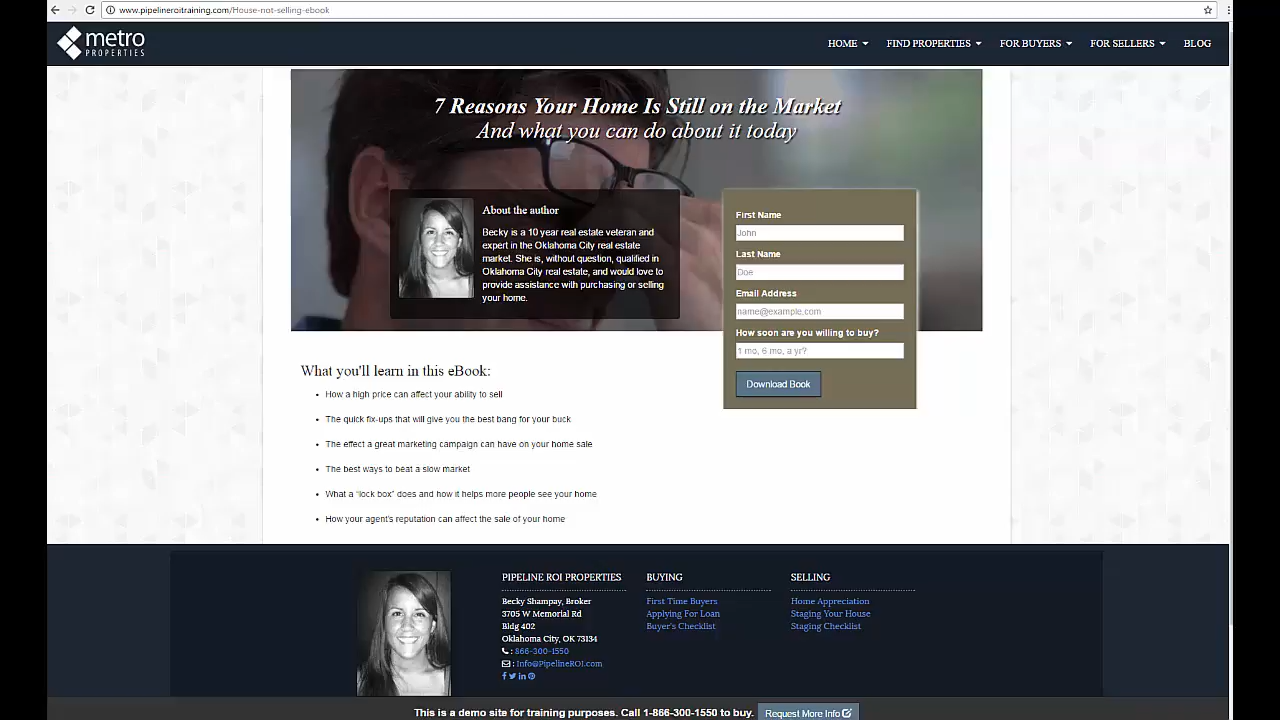 www.pipelineroitraining.com/House-not-selling-ebook
metro
PROPERTIES
HOME FIND PROPERTIES FOR BUYERS FOR SELLERS BLOG
7 Reasons Your Home Is Still on the Market
And what you can do about it today
About the author
Becky is a 10 year real estate veteran and
expert in the Oklahoma City real estate
market. She is, without question, qualified in
Oklahoma City real estate, and would love to
provide assistance with purchasing or selling
your home.
First Name
John
Last Name
Doe
Email Address
name@example.com
How soon are you willing to buy?
1 mo, 6 mo, a yr?
Download Book
What you'll learn in this eBook:
• How a high price can affect your ability to sell
• The quick fix-ups that will give you the best bang for your buck
• The effect a great marketing campaign can have on your home sale
• The best ways to beat a slow market
• What a “lock box” does and how it helps more people see your home
• How your agent's reputation can affect the sale of your home
PIPELINE ROI PROPERTIES
Becky Shampay, Broker
3705 W Memorial Rd
Bldg 402
Oklahoma City, OK 73134
: 866-300-1550
: Info@PipelineROI.com
BUYING
First Time Buyers
Applying For Loan
Buyer's Checklist
SELLING
Home Appreciation
Staging Your House
Staging Checklist
This is a demo site for training purposes. Call 1-866-300-1550 to buy. Request More Info